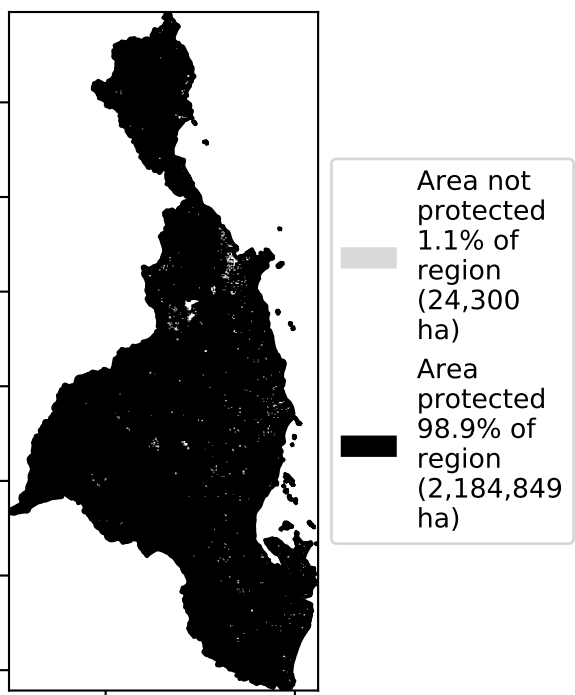 Area not
protected
1.1% of
region
(24,300
ha)
Area
protected
98.9% of
region
(2,184,849
ha)